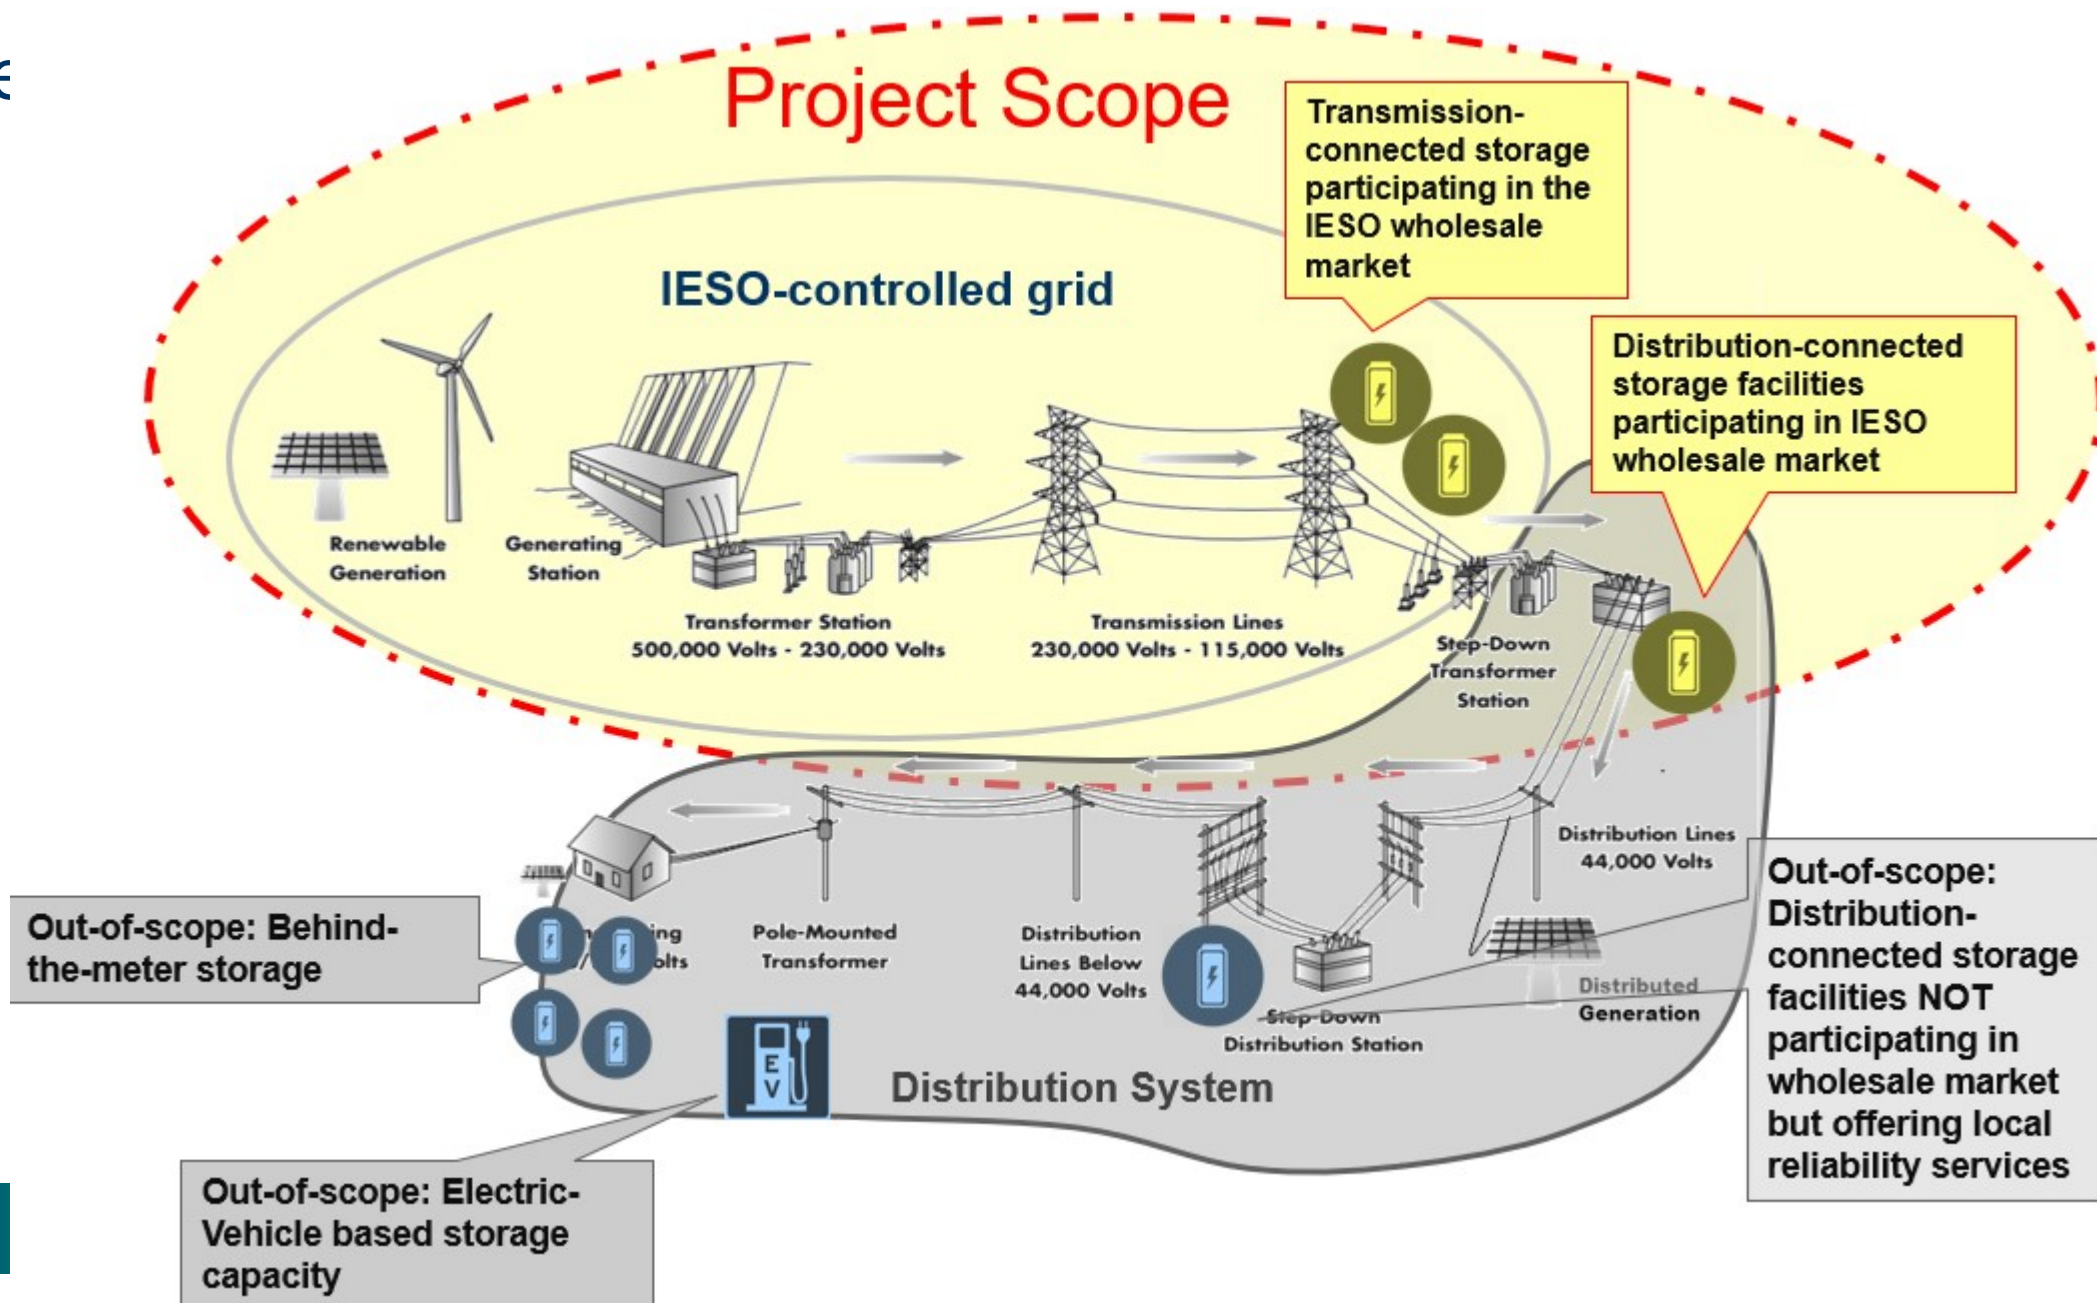 Project Scope
Transmission-
connected storage
participating in the
IESO wholesale
market
IESO-controlled grid
Distribution-connected
storage facilities
participating in IESO
wholesale market
Renewable
Generation
Generating
Station
Transformer Station
500,000 Volts - 230,000 Volts
Transmission Lines
230,000 Volts - 115,000 Volts
Step-Down
Transformer
Station
Distribution Lines
44,000 Volts
Out-of-scope: Behind-
the-meter storage
Pole-Mounted
Transformer
Distribution
Lines Below
44,000 Volts
Step-Down
Distribution Station
Distributed
Generation
Out-of-scope:
Distribution-
connected storage
facilities NOT
participating in
wholesale market
but offering local
reliability services
E
V
Distribution System
Out-of-scope: Electric-
Vehicle based storage
capacity